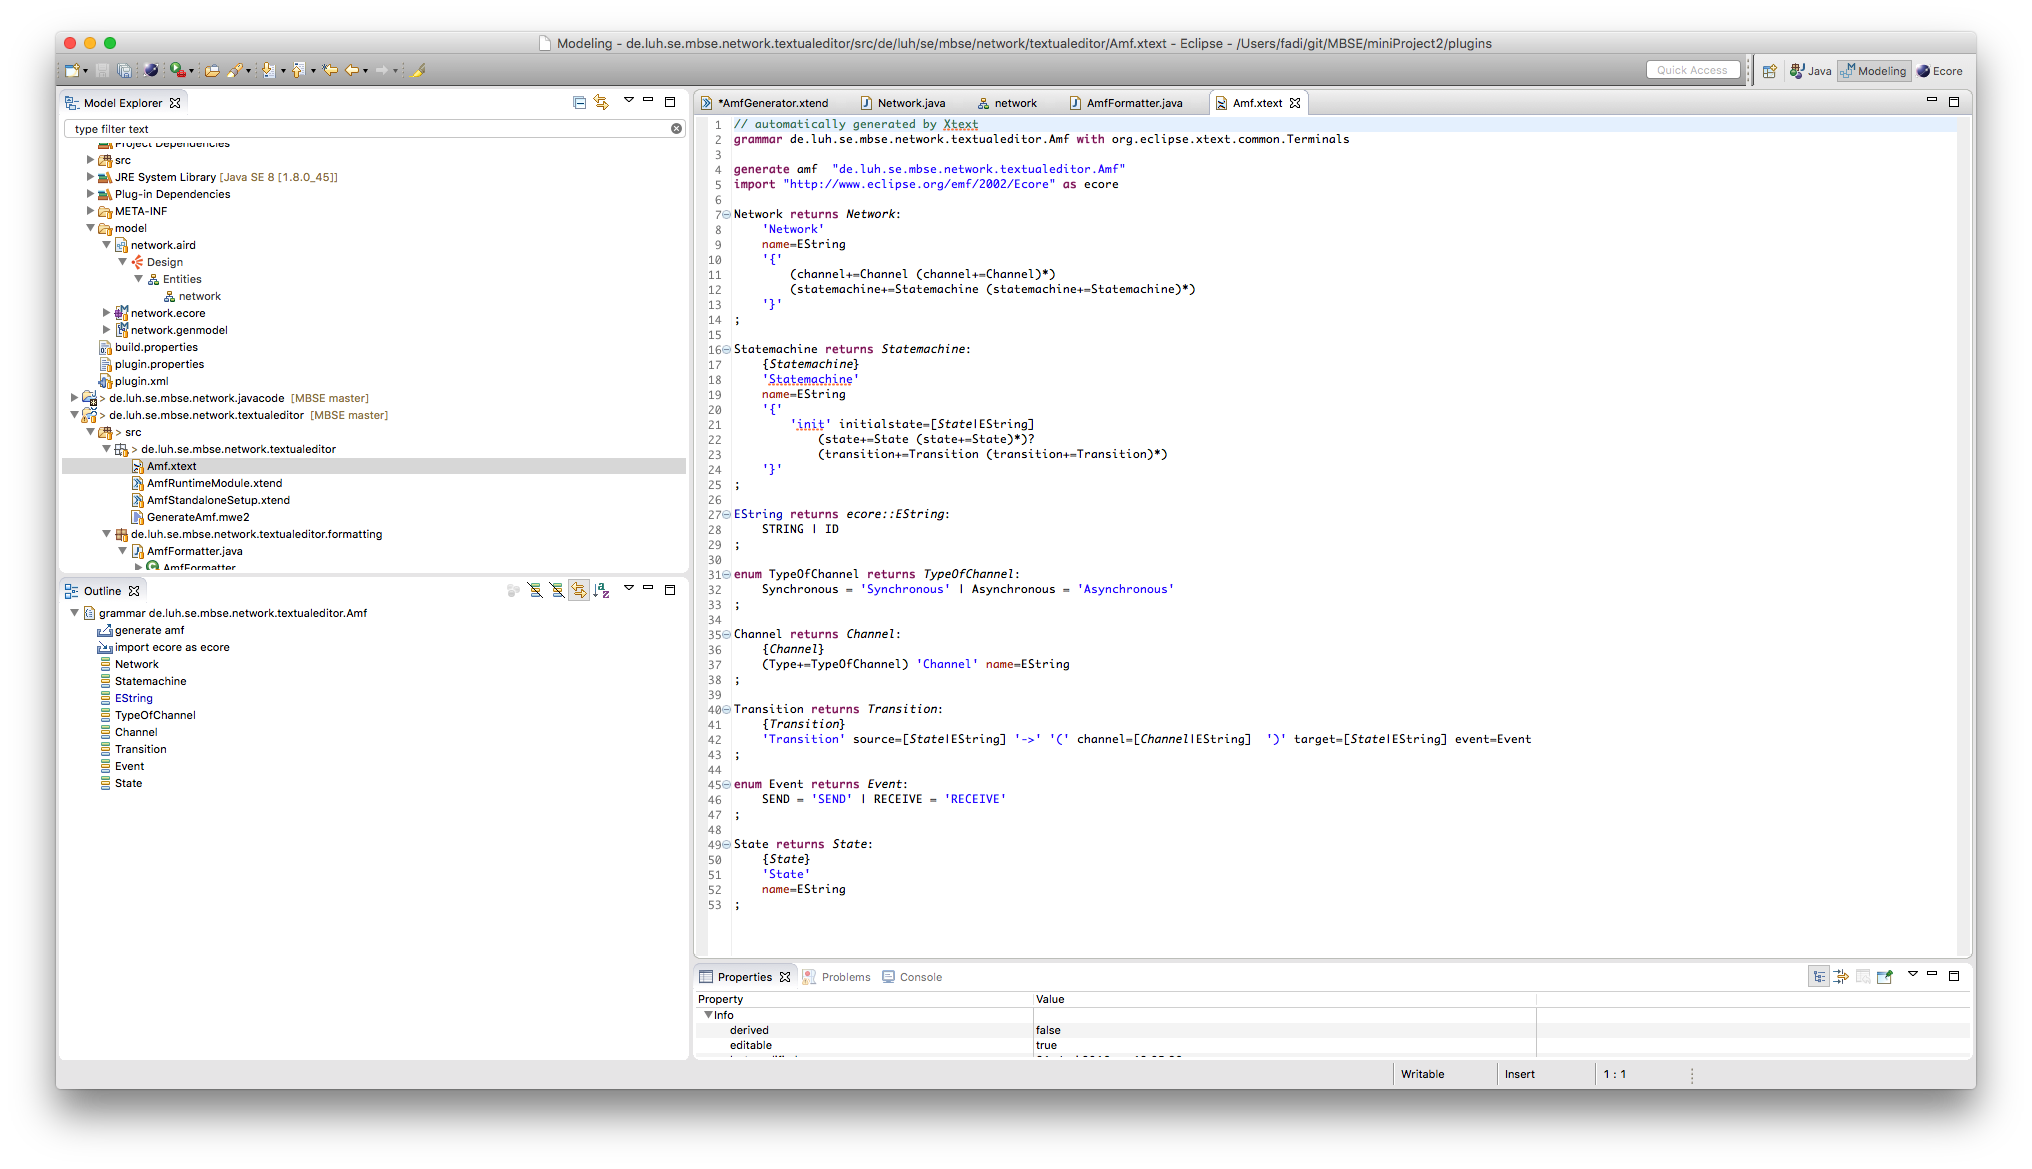 Modeling - de.luh.se.mbse.network.textualeditor/src/de/luh/se/mbse/network/textualeditor/Amf.xtext - Eclipse - /Users/fadi/git/MBSE/miniProject2/plugins
Quick Access
Java
Modeling
Ecore
Model Explorer
type filter text
Project Dependencies
src
JRE System Library [Java SE 8 [1.8.0_45]]
Plug-in Dependencies
META-INF
model
network.aird
Design
Entities
network
network.ecore
network.genmodel
build.properties
plugin.properties
plugin.xml
> de.luh.se.mbse.network.javacode [MBSE master]
> de.luh.se.mbse.network.textualeditor [MBSE master]
> src
> de.luh.se.mbse.network.textualeditor
Amf.xtext
AmfRuntimeModule.xtend
AmfStandaloneSetup.xtend
GenerateAmf.mwe2
de.luh.se.mbse.network.textualeditor.formatting
AmfFormatter.java
AmfFormatter
Outline
grammar de.luh.se.mbse.network.textualeditor.Amf
generate amf
import ecore as ecore
Network
Statemachine
EString
TypeOfChannel
Channel
Transition
Event
State
*AmfGenerator.xtend
Network.java
network
AmfFormatter.java
Amf.xtext
1 // automatically generated by Xtext
2 grammar de.luh.se.mbse.network.textualeditor.Amf with org.eclipse.xtext.common.Terminals
3
4 generate amf  "de.luh.se.mbse.network.textualeditor.Amf"
5 import "http://www.eclipse.org/emf/2002/Ecore" as ecore
6
7 Network returns Network:
8     'Network'
9     name=EString
10     '{'
11         (channel+=Channel (channel+=Channel)*)
12         (statemachine+=Statemachine (statemachine+=Statemachine)*)
13     '}'
14 ;
15
16 Statemachine returns Statemachine:
17     {Statemachine}
18     'Statemachine'
19     name=EString
20     '{'
21         'init' initialstate=[State|EString]
22             (state+=State (state+=State)*)?
23             (transition+=Transition (transition+=Transition)*)
24     '}'
25 ;
26
27 EString returns ecore::EString:
28     STRING | ID
29 ;
30
31 enum TypeOfChannel returns TypeOfChannel:
32     Synchronous = 'Synchronous' | Asynchronous = 'Asynchronous'
33 ;
34
35 Channel returns Channel:
36     {Channel}
37     (Type+=TypeOfChannel) 'Channel' name=EString
38 ;
39
40 Transition returns Transition:
41     {Transition}
42     'Transition' source=[State|EString] '->' '(' channel=[Channel|EString]  ')' target=[State|EString] event=Event
43 ;
44
45 enum Event returns Event:
46     SEND = 'SEND' | RECEIVE = 'RECEIVE'
47 ;
48
49 State returns State:
50     {State}
51     'State'
52     name=EString
53 ;
Properties
Problems
Console
Property Value
Info
derived false
editable true
Writable
Insert
1 : 1